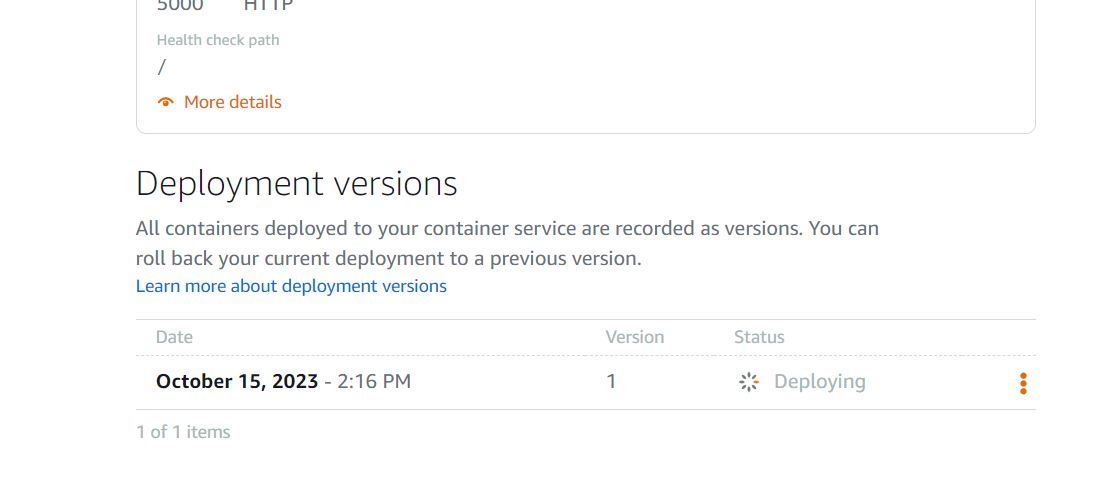 5000 HTTP
Health check path
/
More details
Deployment versions
All containers deployed to your container service are recorded as versions. You can
roll back your current deployment to a previous version.
Learn more about deployment versions
Date Version Status
October 15, 2023 - 2:16 PM 1 Deploying
1 of 1 items